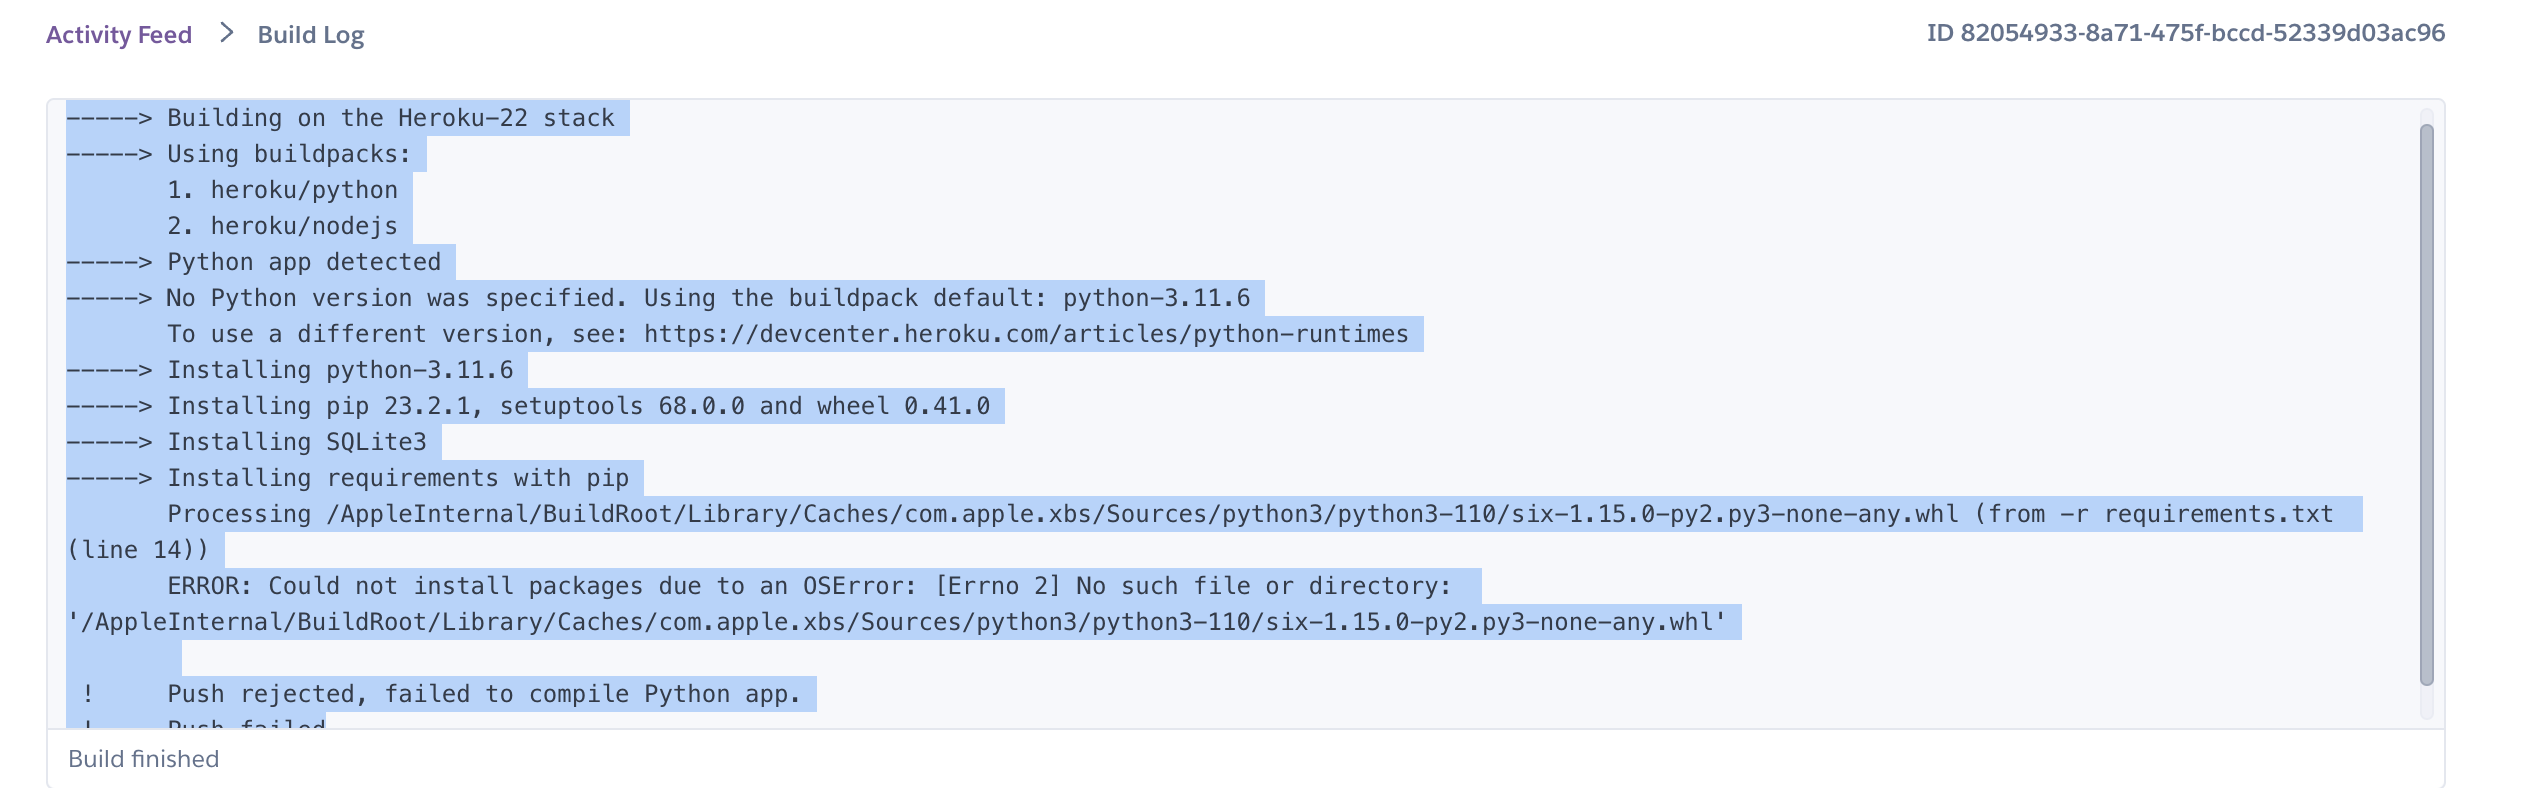 Activity Feed > Build Log
ID 82054933-8a71-475f-bccd-52339d03ac96
-----> Building on the Heroku-22 stack
-----> Using buildpacks:
1. heroku/python
2. heroku/nodejs
-----> Python app detected
-----> No Python version was specified. Using the buildpack default: python-3.11.6
To use a different version, see: https://devcenter.heroku.com/articles/python-runtimes
-----> Installing python-3.11.6
-----> Installing pip 23.2.1, setuptools 68.0.0 and wheel 0.41.0
-----> Installing SQLite3
-----> Installing requirements with pip
Processing /AppleInternal/BuildRoot/Library/Caches/com.apple.xbs/Sources/python3/python3-110/six-1.15.0-py2.py3-none-any.whl (from -r requirements.txt
(line 14))
ERROR: Could not install packages due to an OSError: [Errno 2] No such file or directory:
'/AppleInternal/BuildRoot/Library/Caches/com.apple.xbs/Sources/python3/python3-110/six-1.15.0-py2.py3-none-any.whl'
! Push rejected, failed to compile Python app.
! Push failed
Build finished